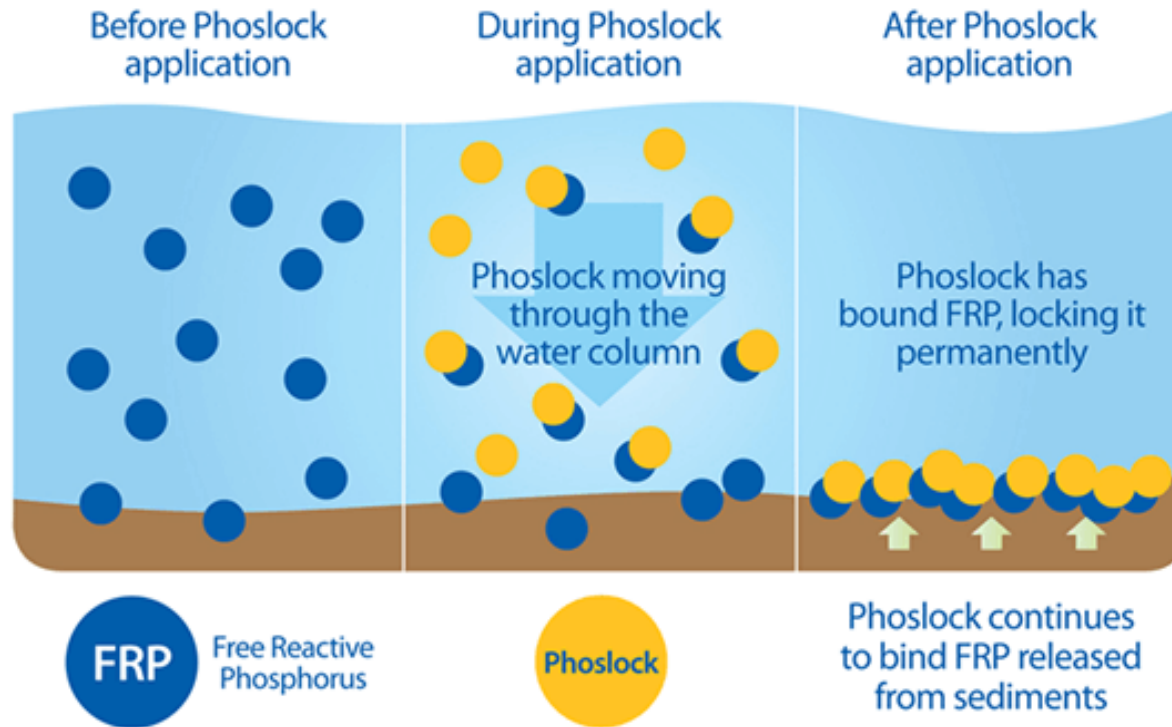 Before Phoslock
application
During Phoslock
application
After Phoslock
application
Phoslock moving
through the
water column
Phoslock has
bound FRP, locking it
permanently
FRP
Free Reactive
Phosphorus
Phoslock
Phoslock continues
to bind FRP released
from sediments